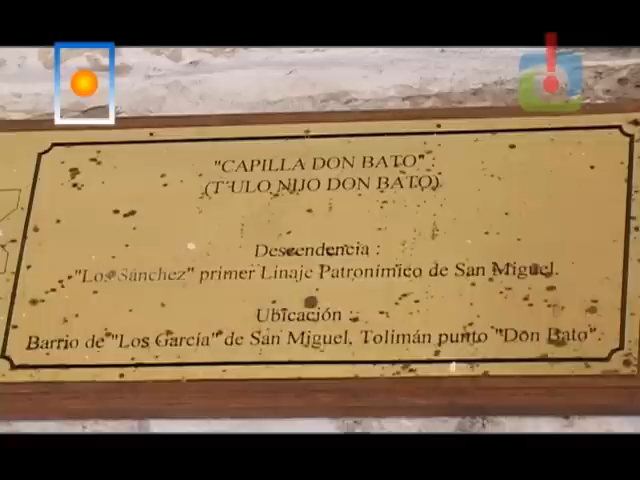 "CAPILLA DON BATO"
(T´ULO NIJO DON BATO)
Descendencia :
"Los Sánchez" primer Linaje Patronímico de San Miguel.
Ubicación :
Barrio de "Los García" de San Miguel, Tolimán punto "Don Bato".